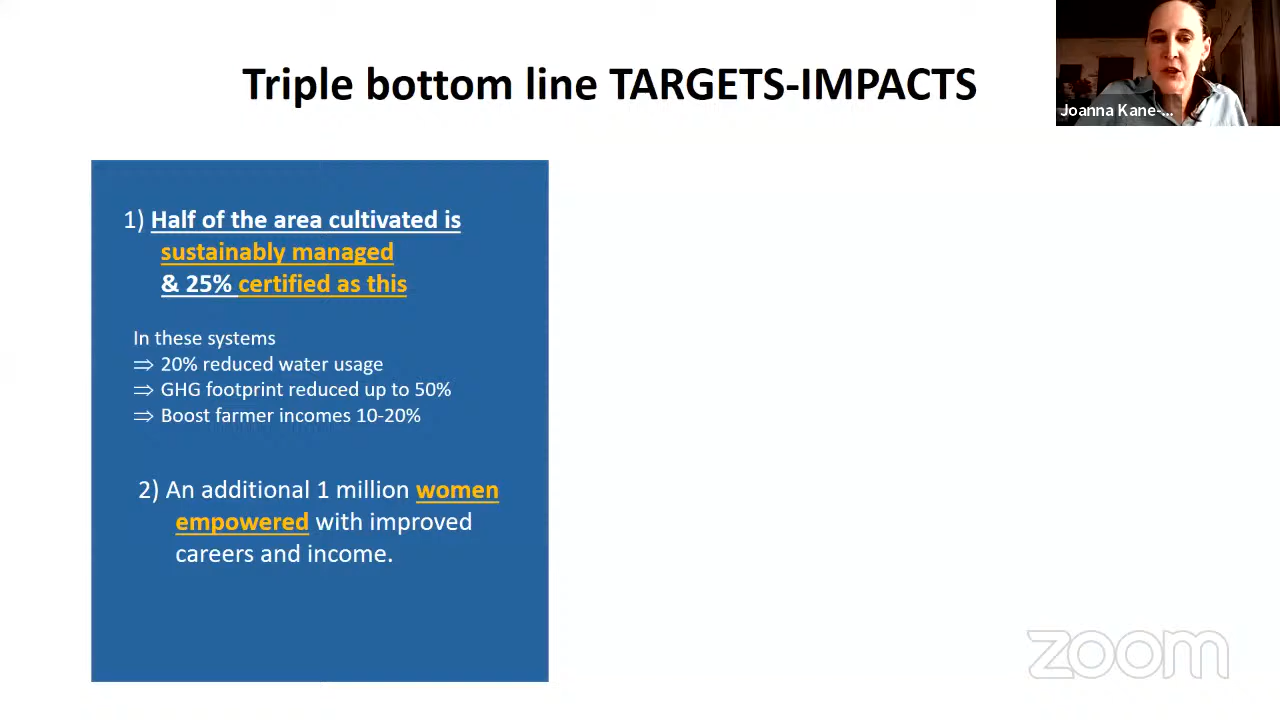 Triple bottom line TARGETS-IMPACTS
Joanna Kane-...
1) Half of the area cultivated is
sustainably managed
& 25% certified as this
In these systems
⇒ 20% reduced water usage
⇒ GHG footprint reduced up to 50%
⇒ Boost farmer incomes 10-20%
2) An additional 1 million women
empowered with improved
careers and income.
zoom